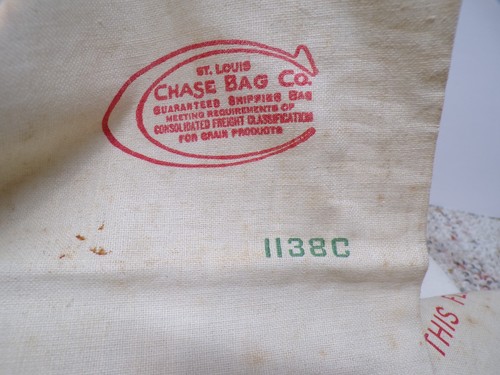 ST. LOUIS
CHASE BAG CO.
GUARANTEED SHIPPING BAG
MEETING REQUIREMENTS OF
CONSOLIDATED FREIGHT CLASSIFICATION
FOR GRAIN PRODUCTS
1138C
THIS